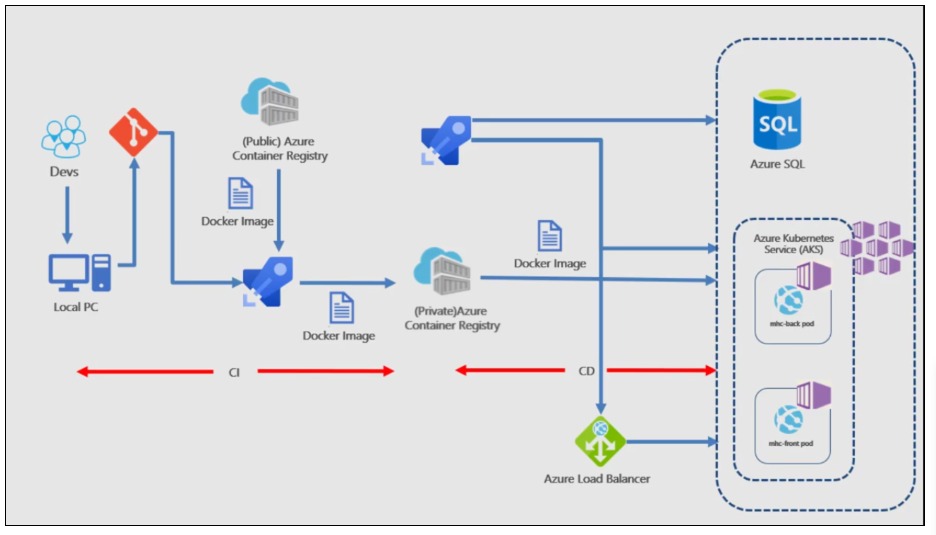 Devs
Local PC
(Public) Azure
Container Registry
Docker Image
Docker Image
(Private)Azure
Container Registry
Docker Image
CI
CD
Azure Load Balancer
SQL
Azure SQL
Azure Kubernetes
Service (AKS)
mhc-back pod
mhc-front pod